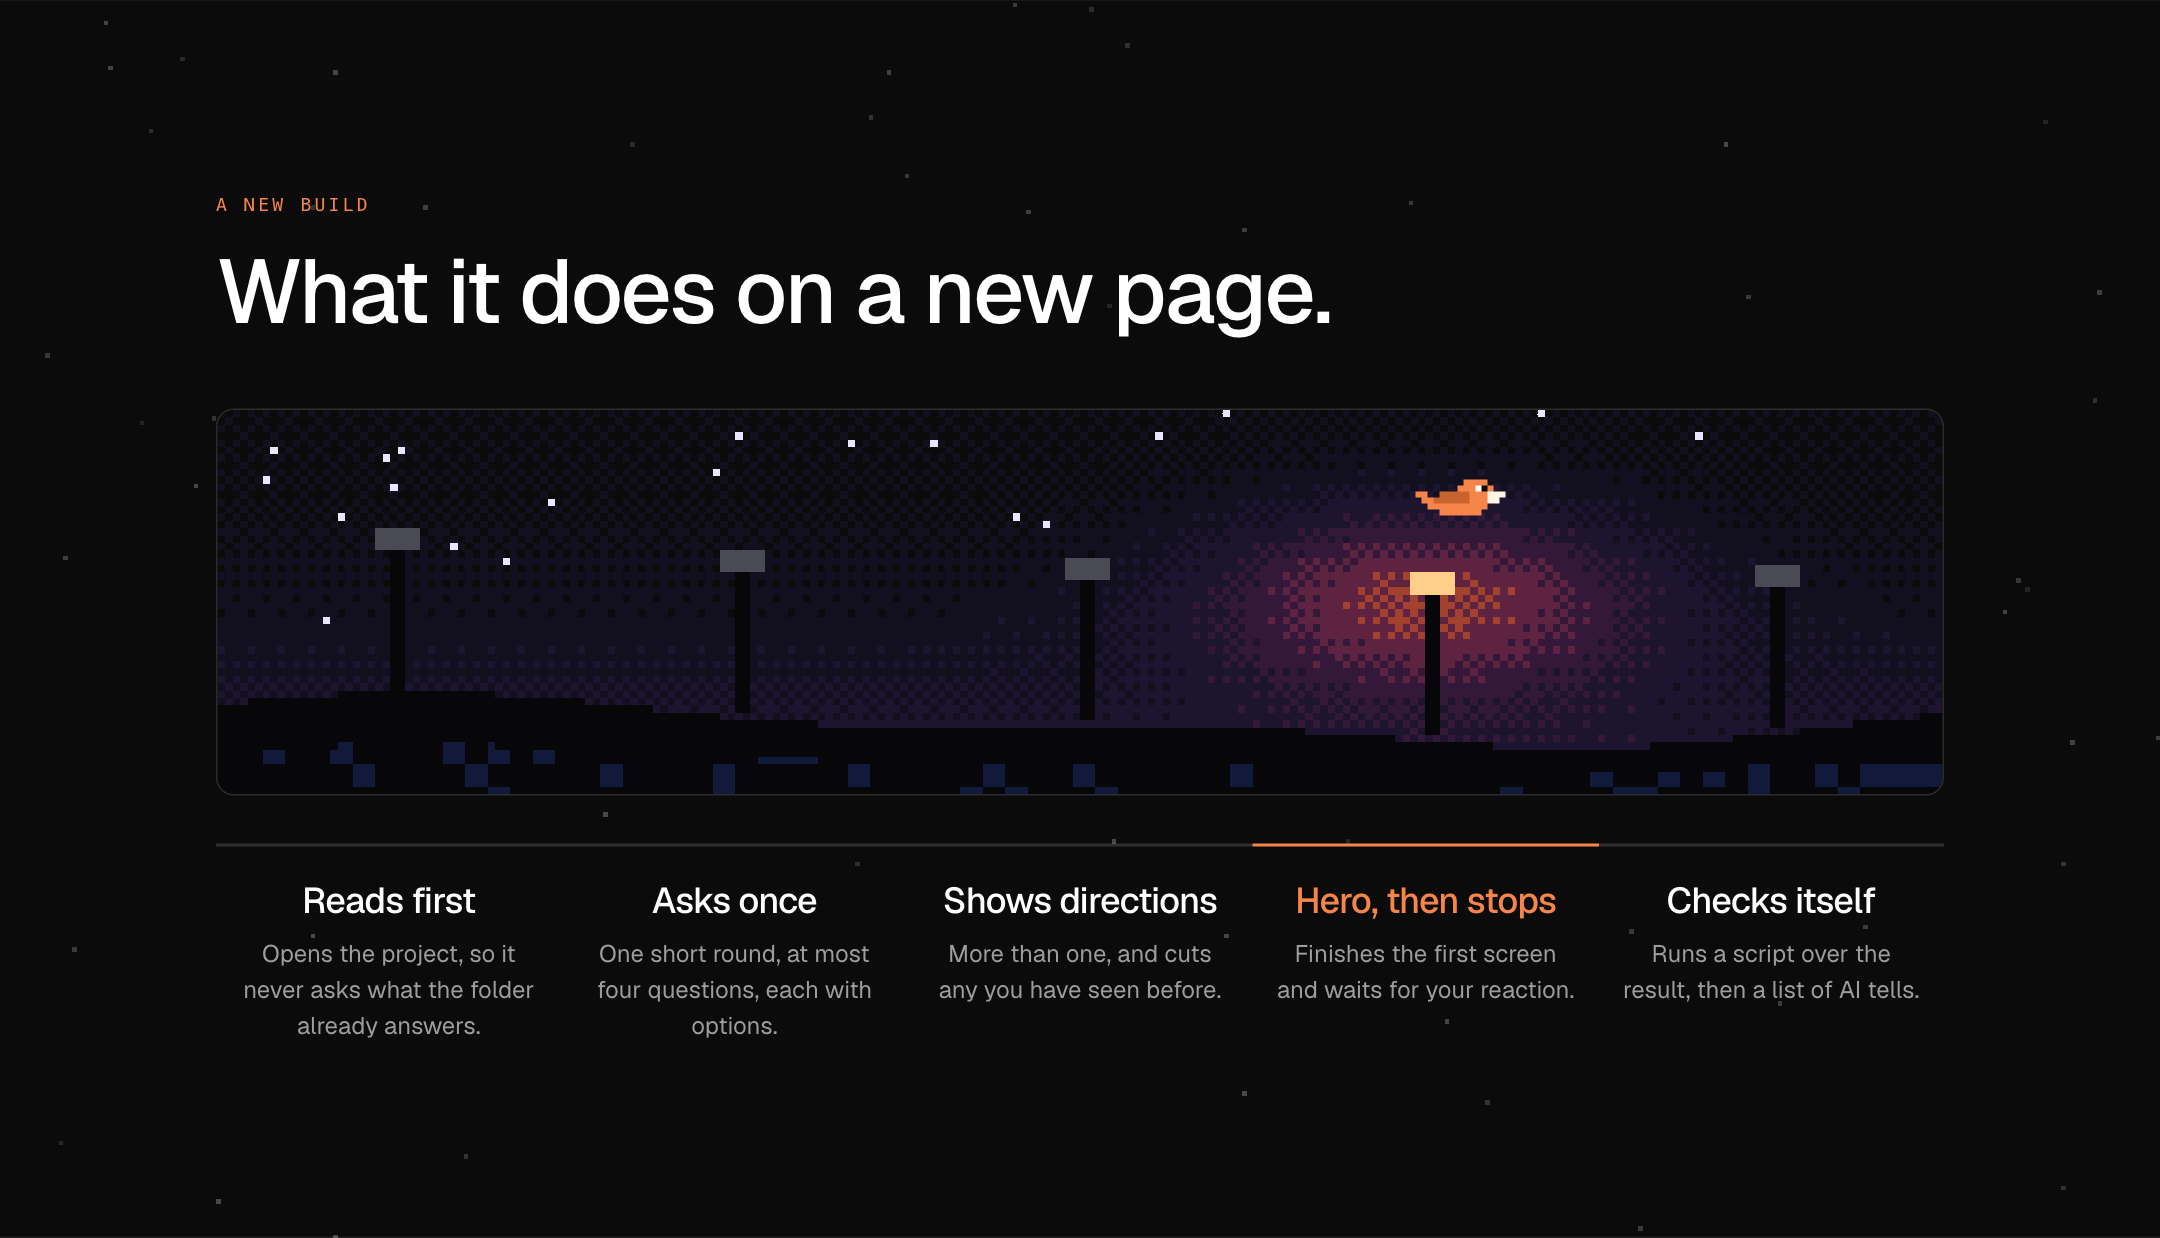 A NEW BUILD
What it does on a new page.
Reads first
Opens the project, so it
never asks what the folder
already answers.
Asks once
One short round, at most
four questions, each with
options.
Shows directions
More than one, and cuts
any you have seen before.
Hero, then stops
Finishes the first screen
and waits for your reaction.
Checks itself
Runs a script over the
result, then a list of AI tells.